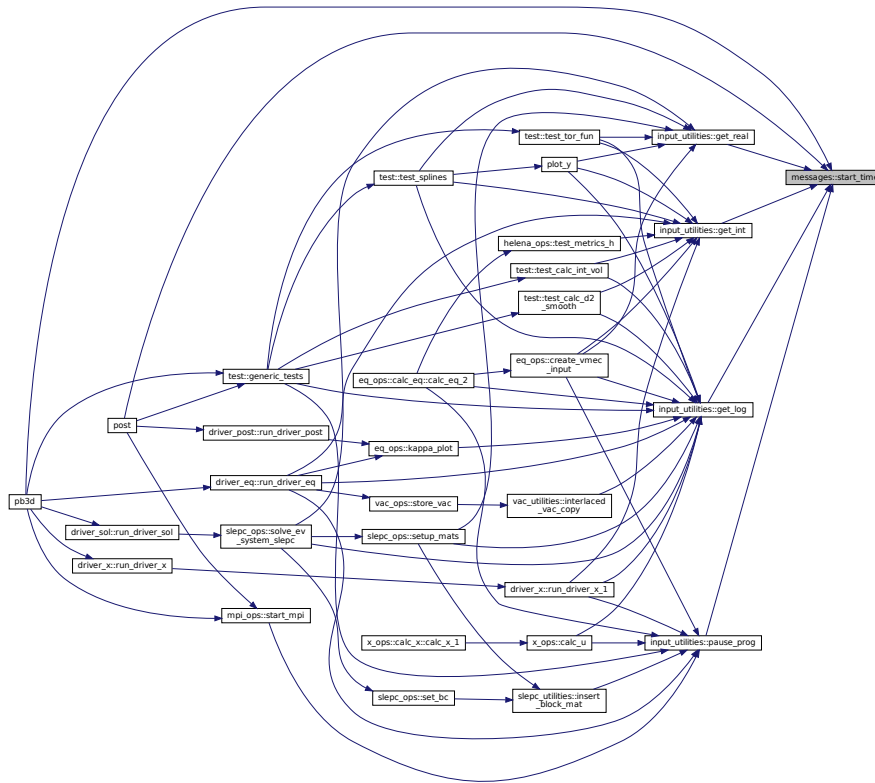 test::test_tor_fun
input_utilities::get_real
plot_y
test::test_splines
messages::start_time
input_utilities::get_int
helena_ops::test_metrics_h
test::test_calc_int_vol
test::test_calc_d2
_smooth
eq_ops::create_vmec
_input
test::generic_tests
eq_ops::calc_eq::calc_eq_2
input_utilities::get_log
post
driver_post::run_driver_post
eq_ops::kappa_plot
driver_eq::run_driver_eq
pb3d
vac_ops::store_vac
vac_utilities::interlaced
_vac_copy
driver_sol::run_driver_sol
slepc_ops::solve_ev
_system_slepc
slepc_ops::setup_mats
driver_x::run_driver_x
driver_x::run_driver_x_1
mpi_ops::start_mpi
x_ops::calc_x::calc_x_1
x_ops::calc_u
input_utilities::pause_prog
slepc_ops::set_bc
slepc_utilities::insert
_block_mat